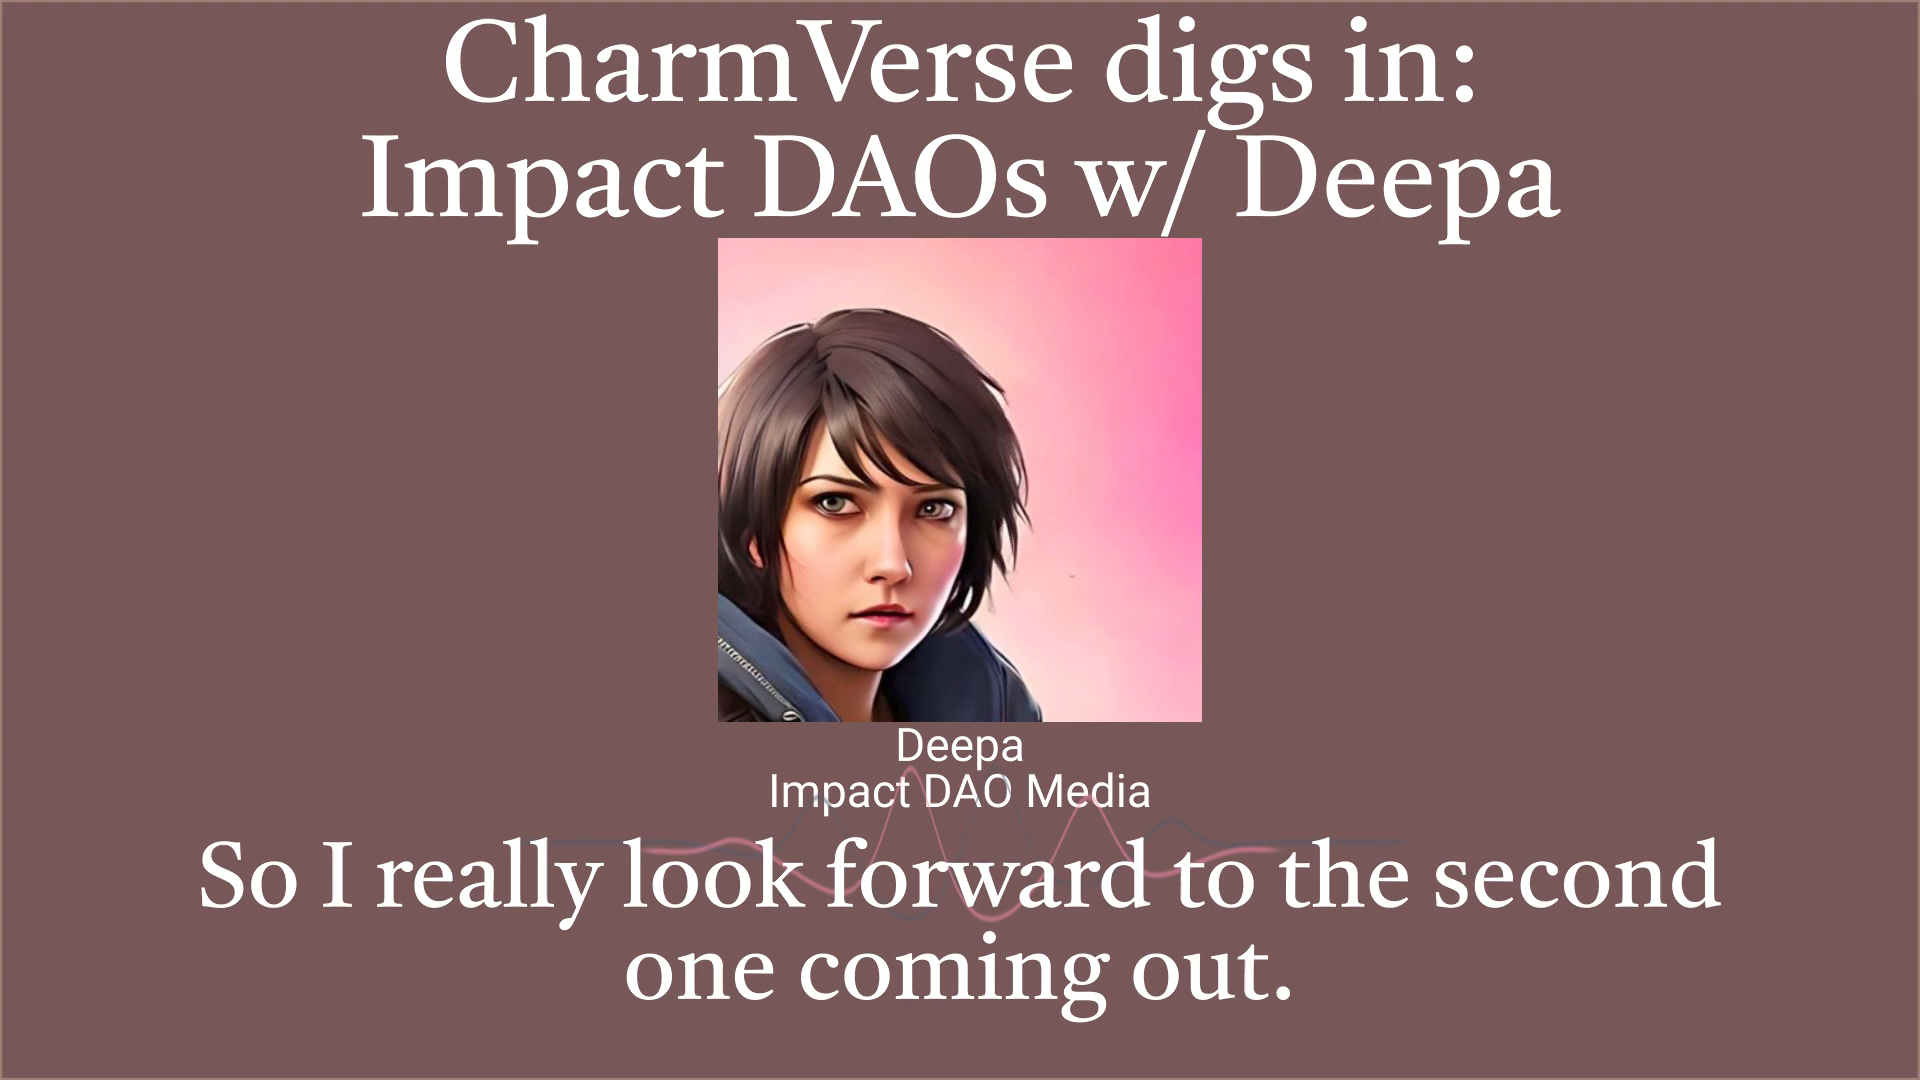 CharmVerse digs in:
Impact DAOs w/ Deepa
Deepa
Impact DAO Media
So I really look forward to the second
one coming out.